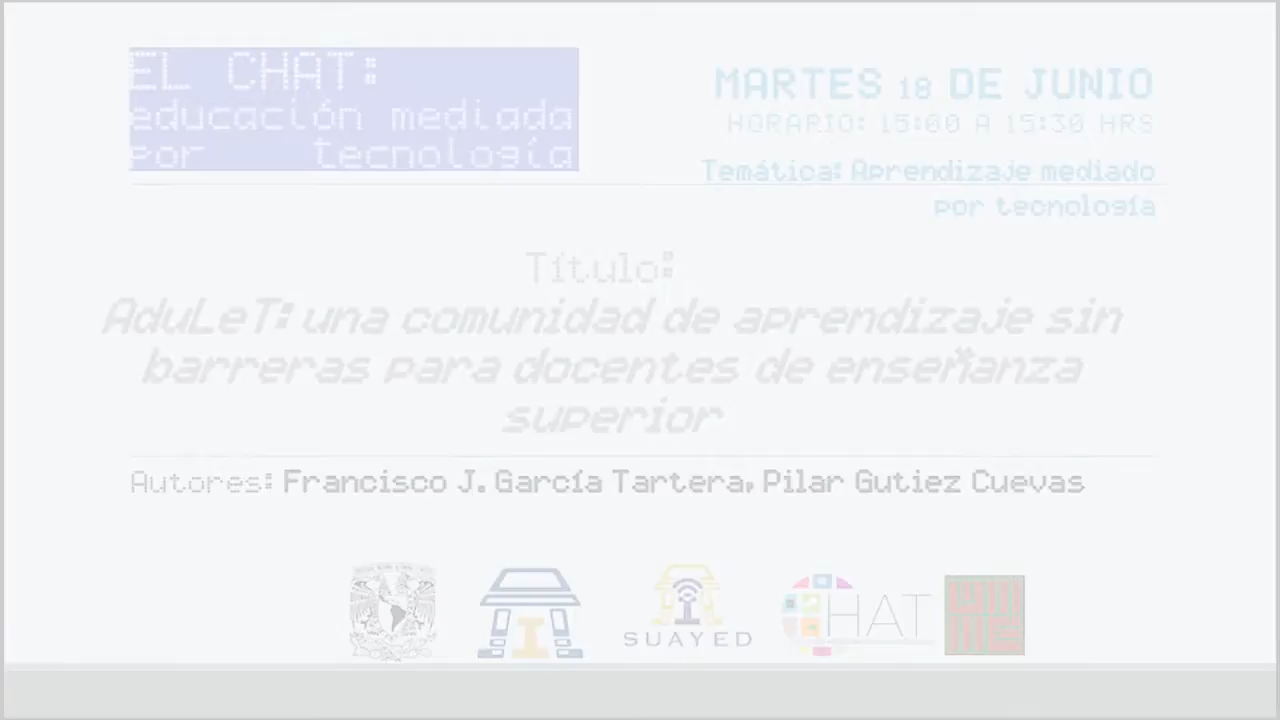 EL CHAT:
educación mediada
por tecnología
MARTES 18 DE JUNIO
HORARIO: 15:00 A 15:30 HRS
Temática: Aprendizaje mediado
por tecnología
Título:
AduLeT: una comunidad de aprendizaje sin
barreras para docentes de enseñanza
superior
Autores: Francisco J. García Tartera, Pilar Gutiez Cuevas
SUAYED
CHAT